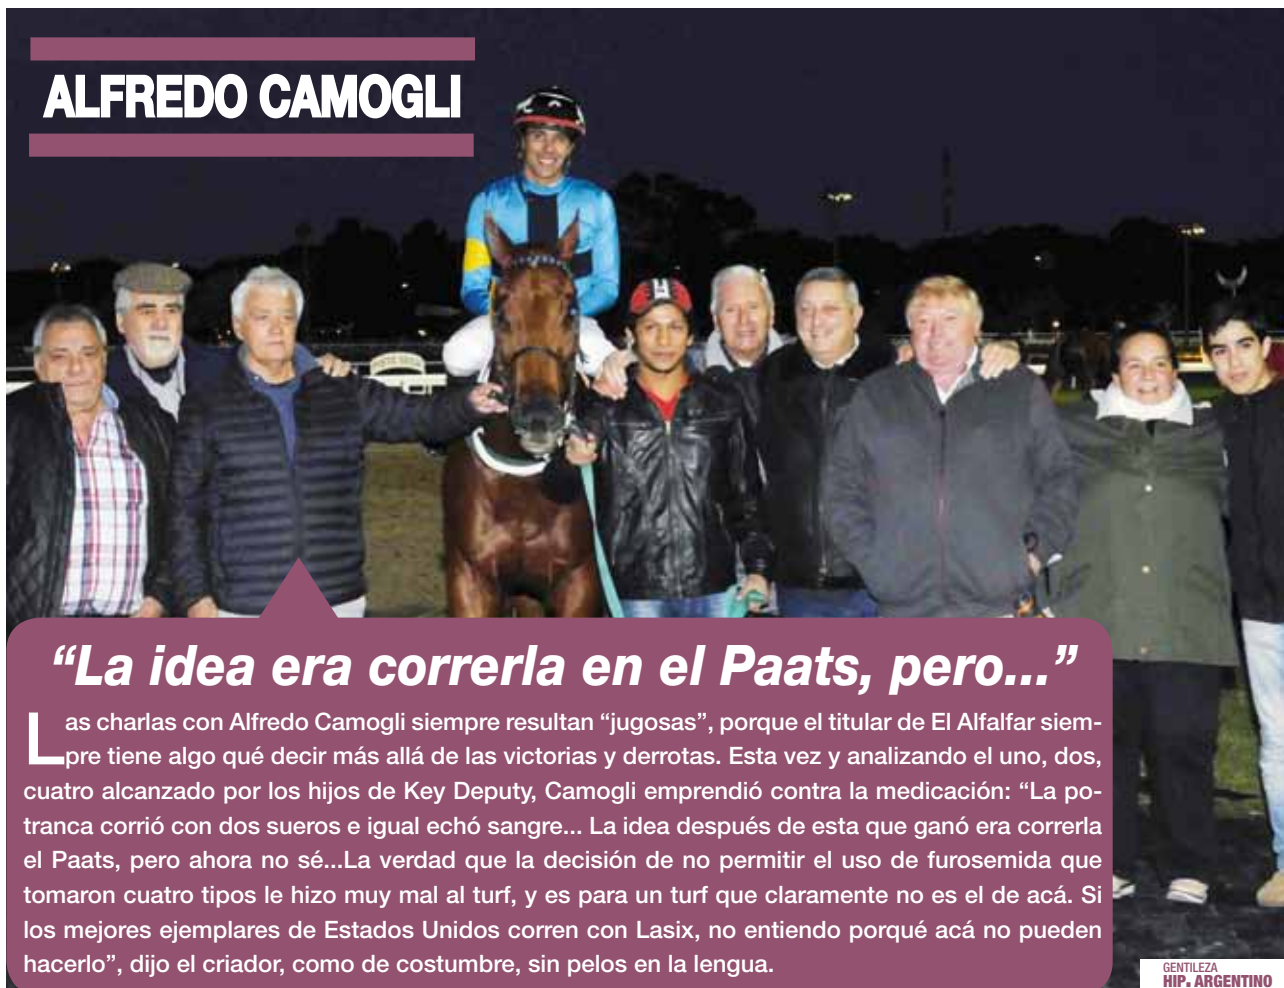 ALFREDO CAMOGLI
“La idea era correrla en el Paats, pero...”
Las charlas con Alfredo Camogli siempre resultan “jugosas”, porque el titular de El Alfalfar siem-
pre tiene algo qué decir más allá de las victorias y derrotas. Esta vez y analizando el uno, dos,
cuatro alcanzado por los hijos de Key Deputy, Camogli emprendió contra la medicación: “La po-
tranca corrió con dos sueros e igual echó sangre... La idea después de esta que ganó era correrla
el Paats, pero ahora no sé...La verdad que la decisión de no permitir el uso de furosemida que
tomaron cuatro tipos le hizo muy mal al turf, y es para un turf que claramente no es el de acá. Si
los mejores ejemplares de Estados Unidos corren con Lasix, no entiendo porqué acá no pueden
hacerlo”, dijo el criador, como de costumbre, sin pelos en la lengua.
GENTILEZA
HIP. ARGENTINO